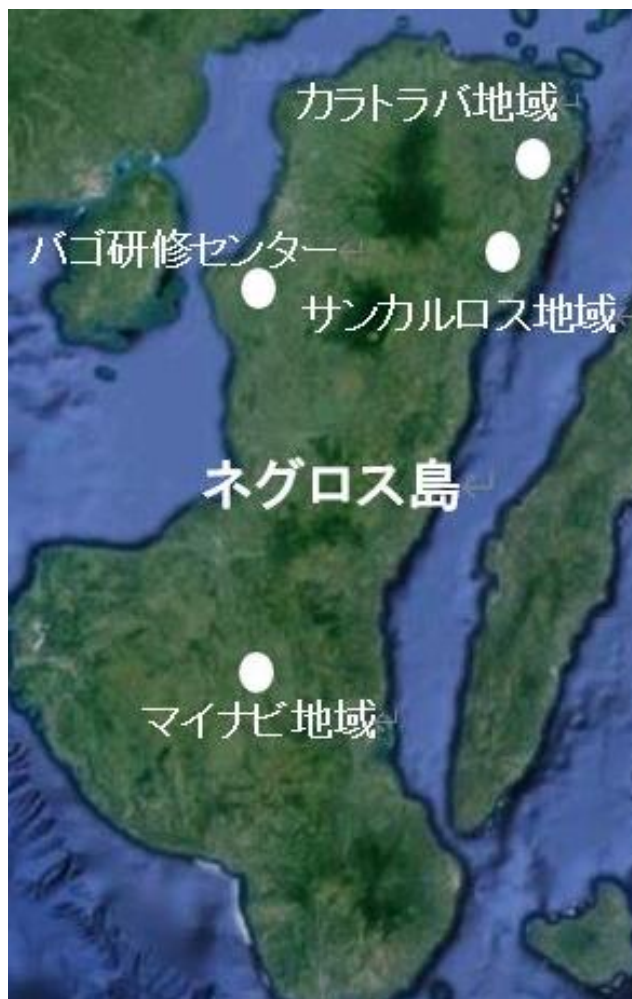 カラトラバ地域
バゴ研修センター
サンカルロス地域
ネグロス島
マイナビ地域